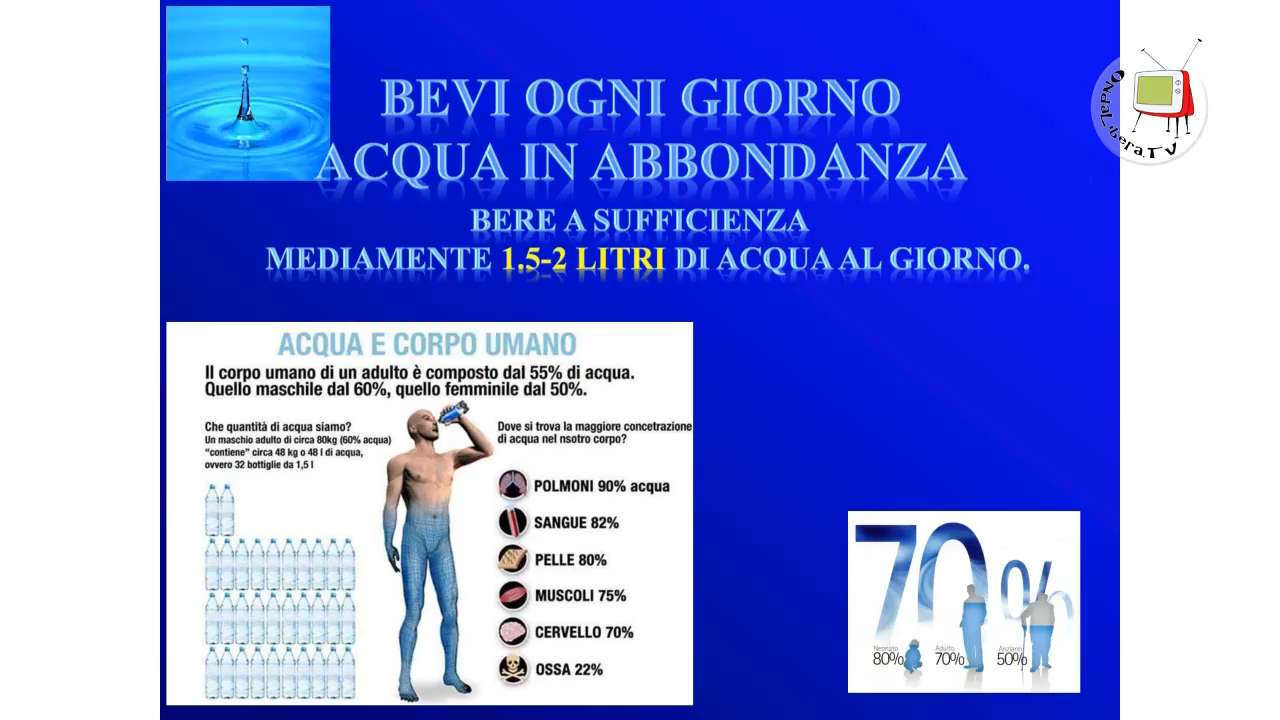 BEVI OGNI GIORNO
ACQUA IN ABBONDANZA
BERE A SUFFICIENZA
MEDIAMENTE 1.5-2 LITRI DI ACQUA AL GIORNO.
ACQUA E CORPO UMANO
Il corpo umano di un adulto è composto dal 55% di acqua.
Quello maschile dal 60%, quello femminile dal 50%.
Che quantità di acqua siamo?
Un maschio adulto di circa 80kg (60% acqua)
“contiene” circa 48 kg o 48 l di acqua,
ovvero 32 bottiglie da 1,5 l
Dove si trova la maggiore concetrazione
di acqua nel nsotro corpo?
POLMONI 90% acqua
SANGUE 82%
PELLE 80%
MUSCOLI 75%
CERVELLO 70%
OSSA 22%
70%
Neonato
80%
Adulto
70%
Anziano
50%